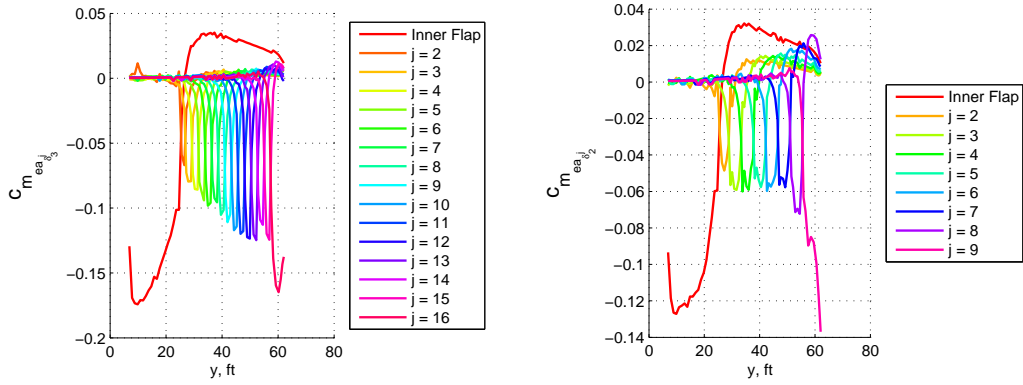 0.05
0
−0.05
−0.1
−0.15
−0.2
0 20 40 60 80
y, ft
c_{m_{ea_{δ_3^j}}}
Inner Flap
j = 2
j = 3
j = 4
j = 5
j = 6
j = 7
j = 8
j = 9
j = 10
j = 11
j = 12
j = 13
j = 14
j = 15
j = 16
0.04
0.02
0
−0.02
−0.04
−0.06
−0.08
−0.1
−0.12
−0.14
0 20 40 60 80
y, ft
c_{m_{ea_{δ_2^j}}}
Inner Flap
j = 2
j = 3
j = 4
j = 5
j = 6
j = 7
j = 8
j = 9